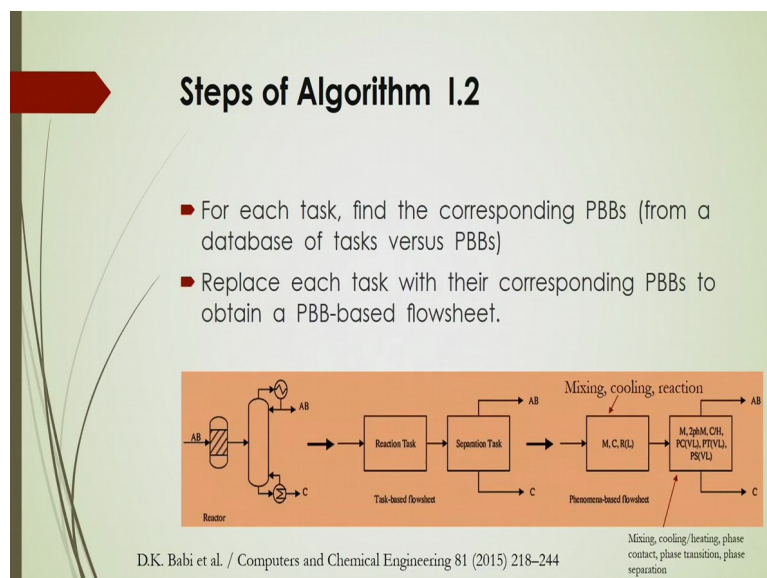 Steps of Algorithm I.2
For each task, find the corresponding PBBs (from a
database of tasks versus PBBs)
Replace each task with their corresponding PBBs to
obtain a PBB-based flowsheet.
AB
AB
C
Reactor
Reaction Task
Separation Task
AB
C
Task-based flowsheet
Mixing, cooling, reaction
M, C, R(L)
M, 2phM, C/H,
PC(VL), PT(VL),
PS(VL)
AB
C
Phenomena-based flowsheet
Mixing, cooling/heating, phase
contact, phase transition, phase
separation
D.K. Babi et al. / Computers and Chemical Engineering 81 (2015) 218–244